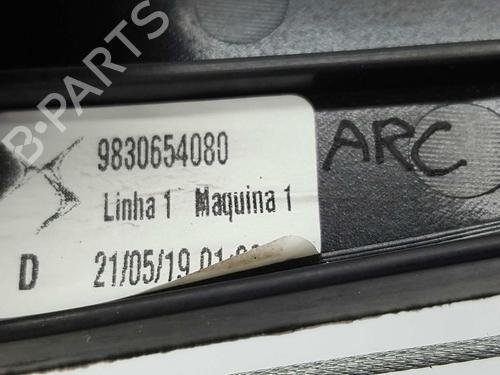 B-PARTS
9830654080
ARC
Linha 1 Maquina 1
D 21/05/19